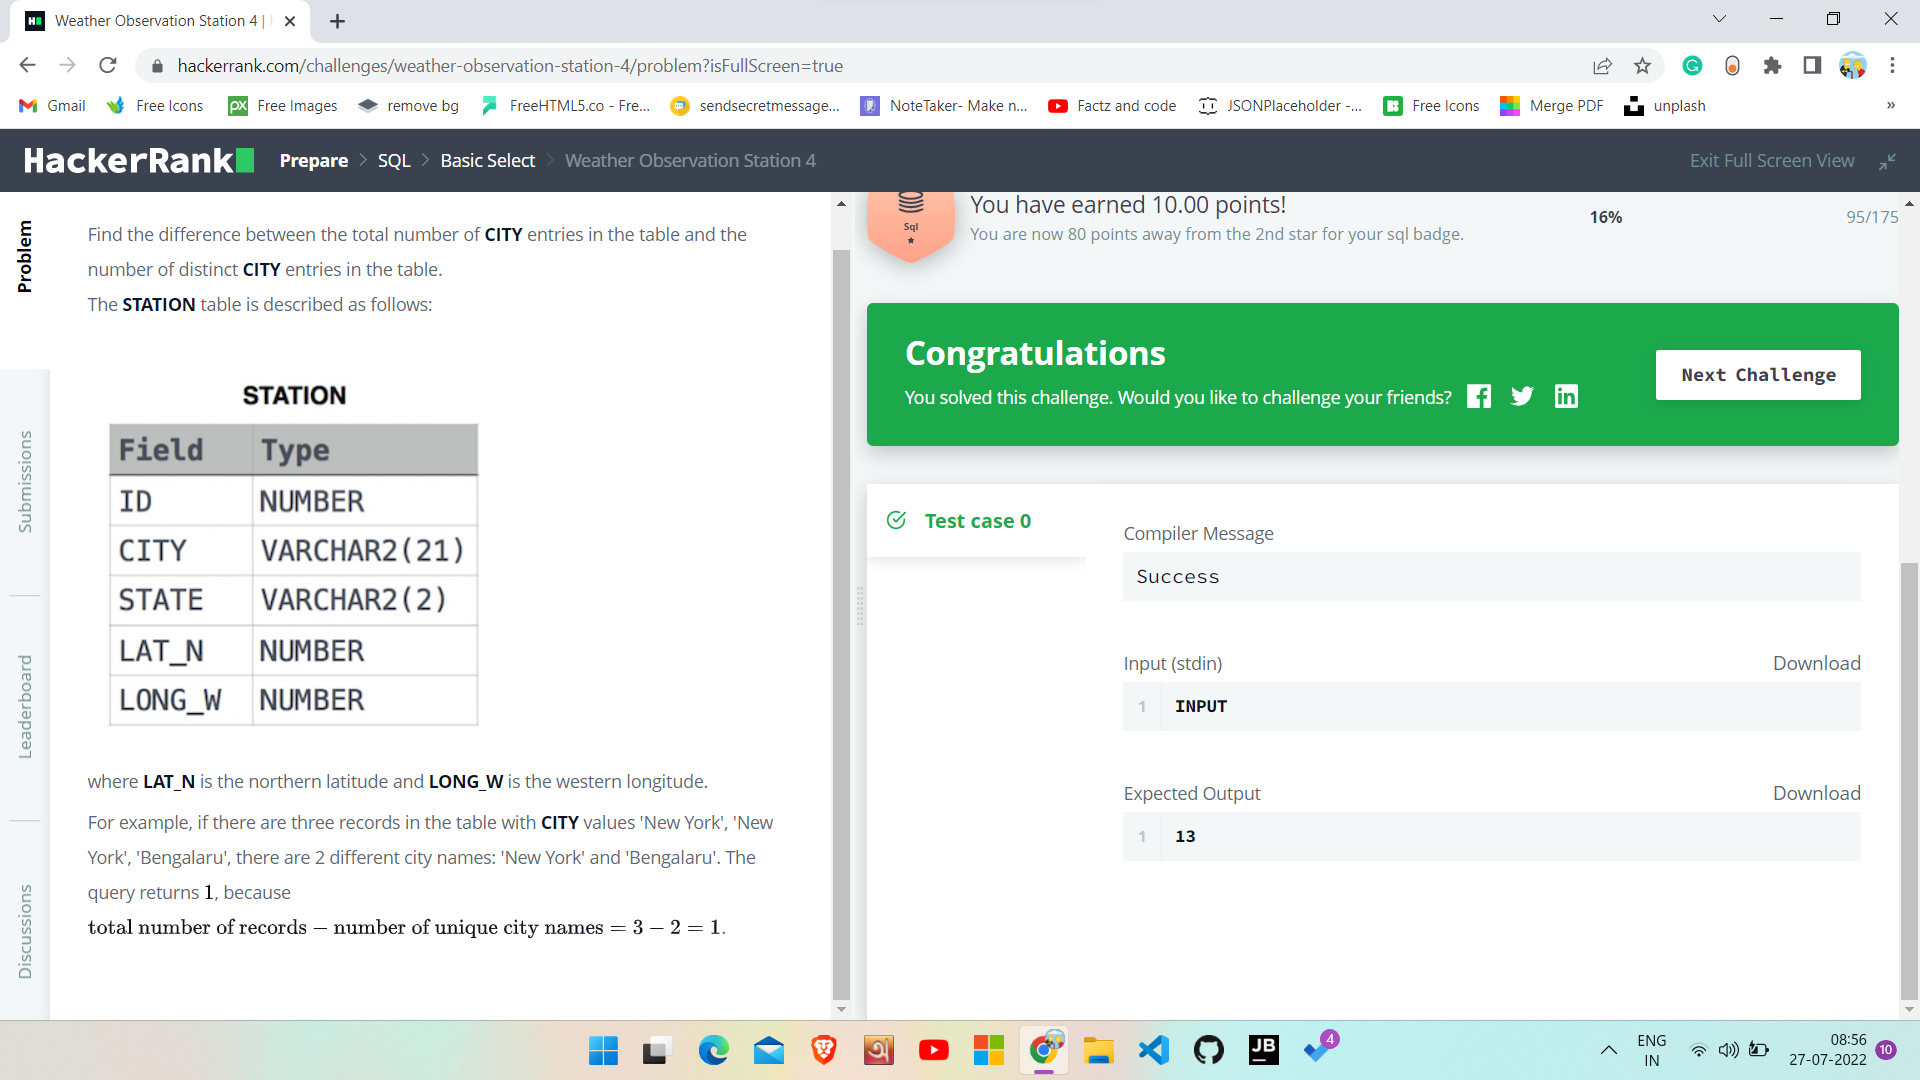 Weather Observation Station 4 |
hackerrank.com/challenges/weather-observation-station-4/problem?isFullScreen=true
Gmail Free Icons Free Images remove bg FreeHTML5.co - Fre... sendsecretmessage... NoteTaker- Make n... Factz and code JSONPlaceholder -... Free Icons Merge PDF unplash »
HackerRank Prepare SQL Basic Select Weather Observation Station 4 Exit Full Screen View
Problem
Submissions
Leaderboard
Discussions
Find the difference between the total number of CITY entries in the table and the
number of distinct CITY entries in the table.
The STATION table is described as follows:
STATION
Field Type
ID NUMBER
CITY VARCHAR2(21)
STATE VARCHAR2(2)
LAT_N NUMBER
LONG_W NUMBER
where LAT_N is the northern latitude and LONG_W is the western longitude.
For example, if there are three records in the table with CITY values 'New York', 'New
York', 'Bengalaru', there are 2 different city names: 'New York' and 'Bengalaru'. The
query returns 1, because
total number of records − number of unique city names = 3 − 2 = 1.
Sql
You have earned 10.00 points!
You are now 80 points away from the 2nd star for your sql badge.
16% 95/175
Congratulations
You solved this challenge. Would you like to challenge your friends?
Next Challenge
Test case 0
Compiler Message
Success
Input (stdin) Download
1 INPUT
Expected Output Download
1 13
4
ENG
IN
08:56
27-07-2022
10